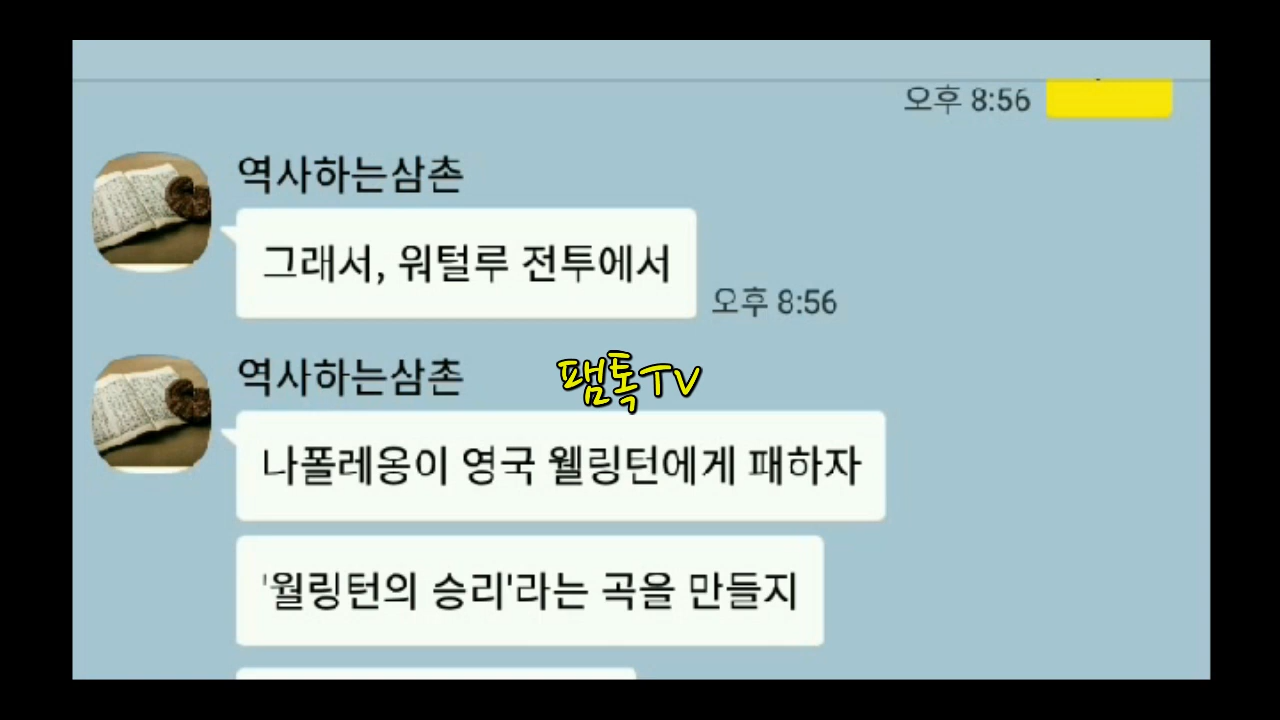 오후 8:56
역사하는삼촌
그래서, 워털루 전투에서
오후 8:56
역사하는삼촌
팸톡TV
나폴레옹이 영국 웰링턴에게 패하자
'월링턴의 승리'라는 곡을 만들지